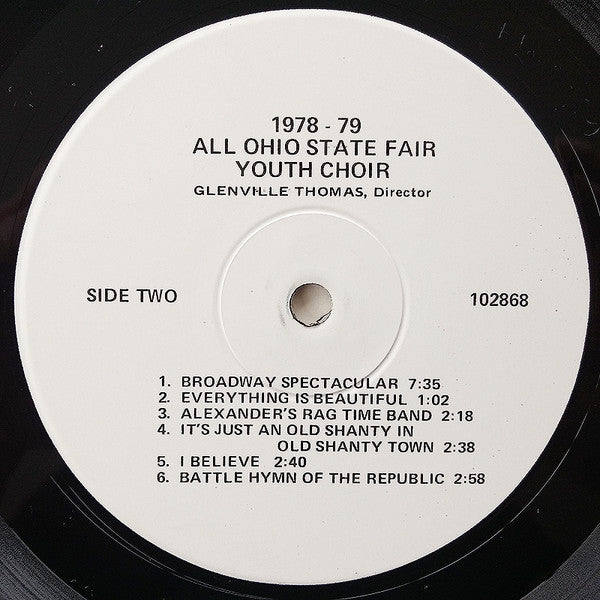 1978 - 79
ALL OHIO STATE FAIR
YOUTH CHOIR
GLENVILLE THOMAS, Director
SIDE TWO 102868
1. BROADWAY SPECTACULAR 7:35
2. EVERYTHING IS BEAUTIFUL 1:02
3. ALEXANDER'S RAG TIME BAND 2:18
4. IT'S JUST AN OLD SHANTY IN
OLD SHANTY TOWN 2:38
5. I BELIEVE 2:40
6. BATTLE HYMN OF THE REPUBLIC 2:58